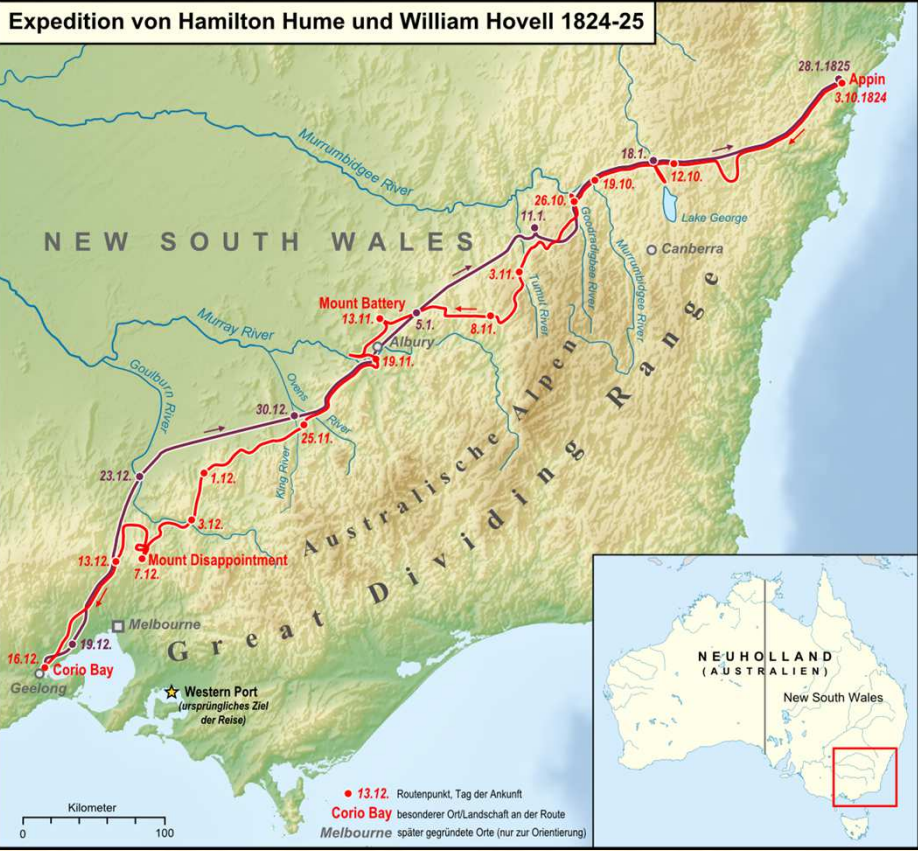 Expedition von Hamilton Hume und William Hovell 1824-25
28.1.1825
Appin
3.10.1824
Murrumbidgee River
18.1.
12.10.
19.10.
26.10.
Lake George
11.1.
Goodradigbee River
Murrumbidgee River
Canberra
NEW SOUTH WALES
3.11.
Tumut River
Mount Battery
13.11.
5.1.
8.11.
Murray River
Albury
19.11.
Goulburn River
Ovens River
30.12.
25.11.
King River
23.12.
1.12.
3.12.
Australische Alpen
Great Dividing Range
13.12.
Mount Disappointment
7.12.
Melbourne
19.12.
16.12.
Corio Bay
Geelong
Western Port
(ursprüngliches Ziel
der Reise)
NEUHOLLAND
(AUSTRALIEN)
New South Wales
13.12. Routenpunkt, Tag der Ankunft
Corio Bay besonderer Ort/Landschaft an der Route
Melbourne später gegründete Orte (nur zur Orientierung)
Kilometer
0 100